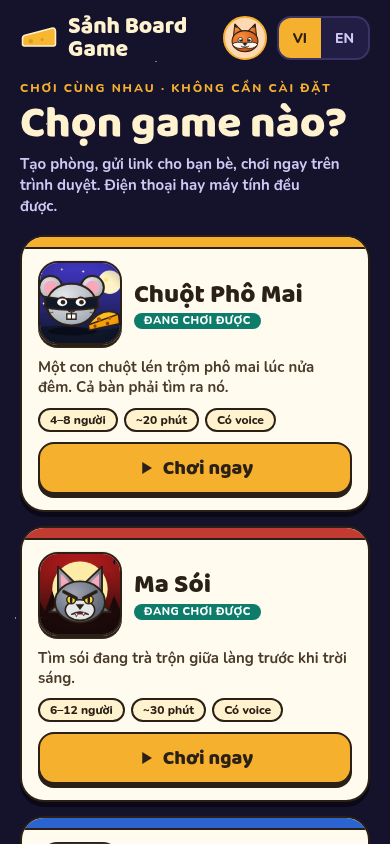 Sảnh Board
Game
VI
EN
CHƠI CÙNG NHAU · KHÔNG CẦN CÀI ĐẶT
Chọn game nào?
Tạo phòng, gửi link cho bạn bè, chơi ngay trên
trình duyệt. Điện thoại hay máy tính đều
được.
Chuột Phô Mai
ĐANG CHƠI ĐƯỢC
Một con chuột lén trộm phô mai lúc nửa
đêm. Cả bàn phải tìm ra nó.
4–8 người
~20 phút
Có voice
Chơi ngay
Ma Sói
ĐANG CHƠI ĐƯỢC
Tìm sói đang trà trộn giữa làng trước khi trời
sáng.
6–12 người
~30 phút
Có voice
Chơi ngay